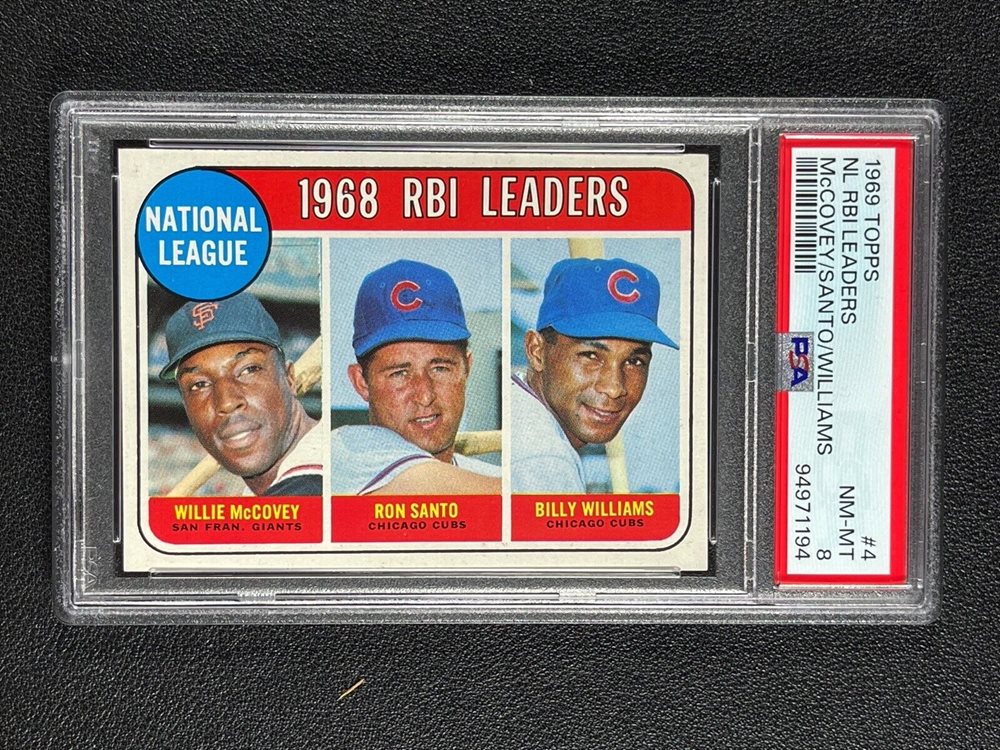 1968 RBI LEADERS
NATIONAL
LEAGUE
SF
C
C
WILLIE McCOVEY
SAN FRAN. GIANTS
RON SANTO
CHICAGO CUBS
BILLY WILLIAMS
CHICAGO CUBS
1969 TOPPS #4
NL RBI LEADERS NM-MT
McCOVEY/SANTO/WILLIAMS 8
94971194
PSA